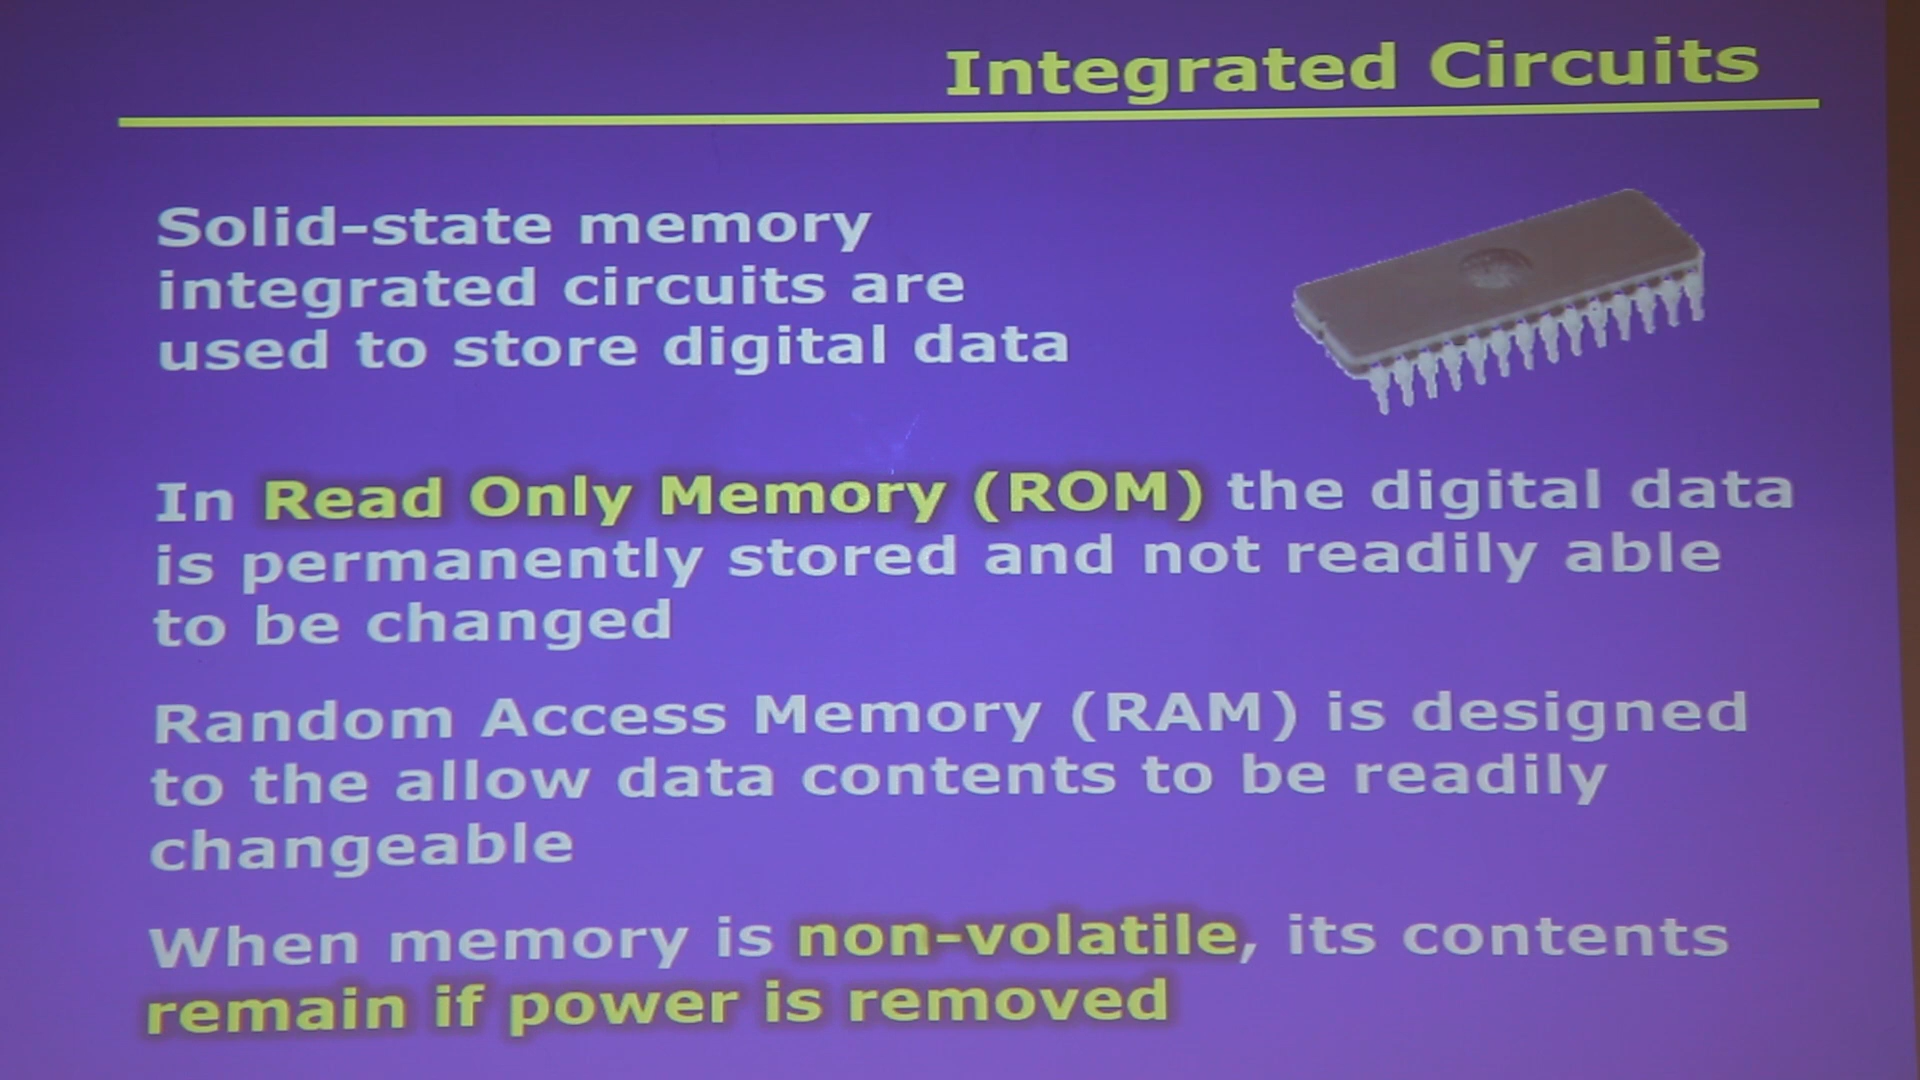 Integrated Circuits
Solid-state memory
integrated circuits are
used to store digital data
In Read Only Memory (ROM) the digital data
is permanently stored and not readily able
to be changed
Random Access Memory (RAM) is designed
to the allow data contents to be readily
changeable
When memory is non-volatile, its contents
remain if power is removed